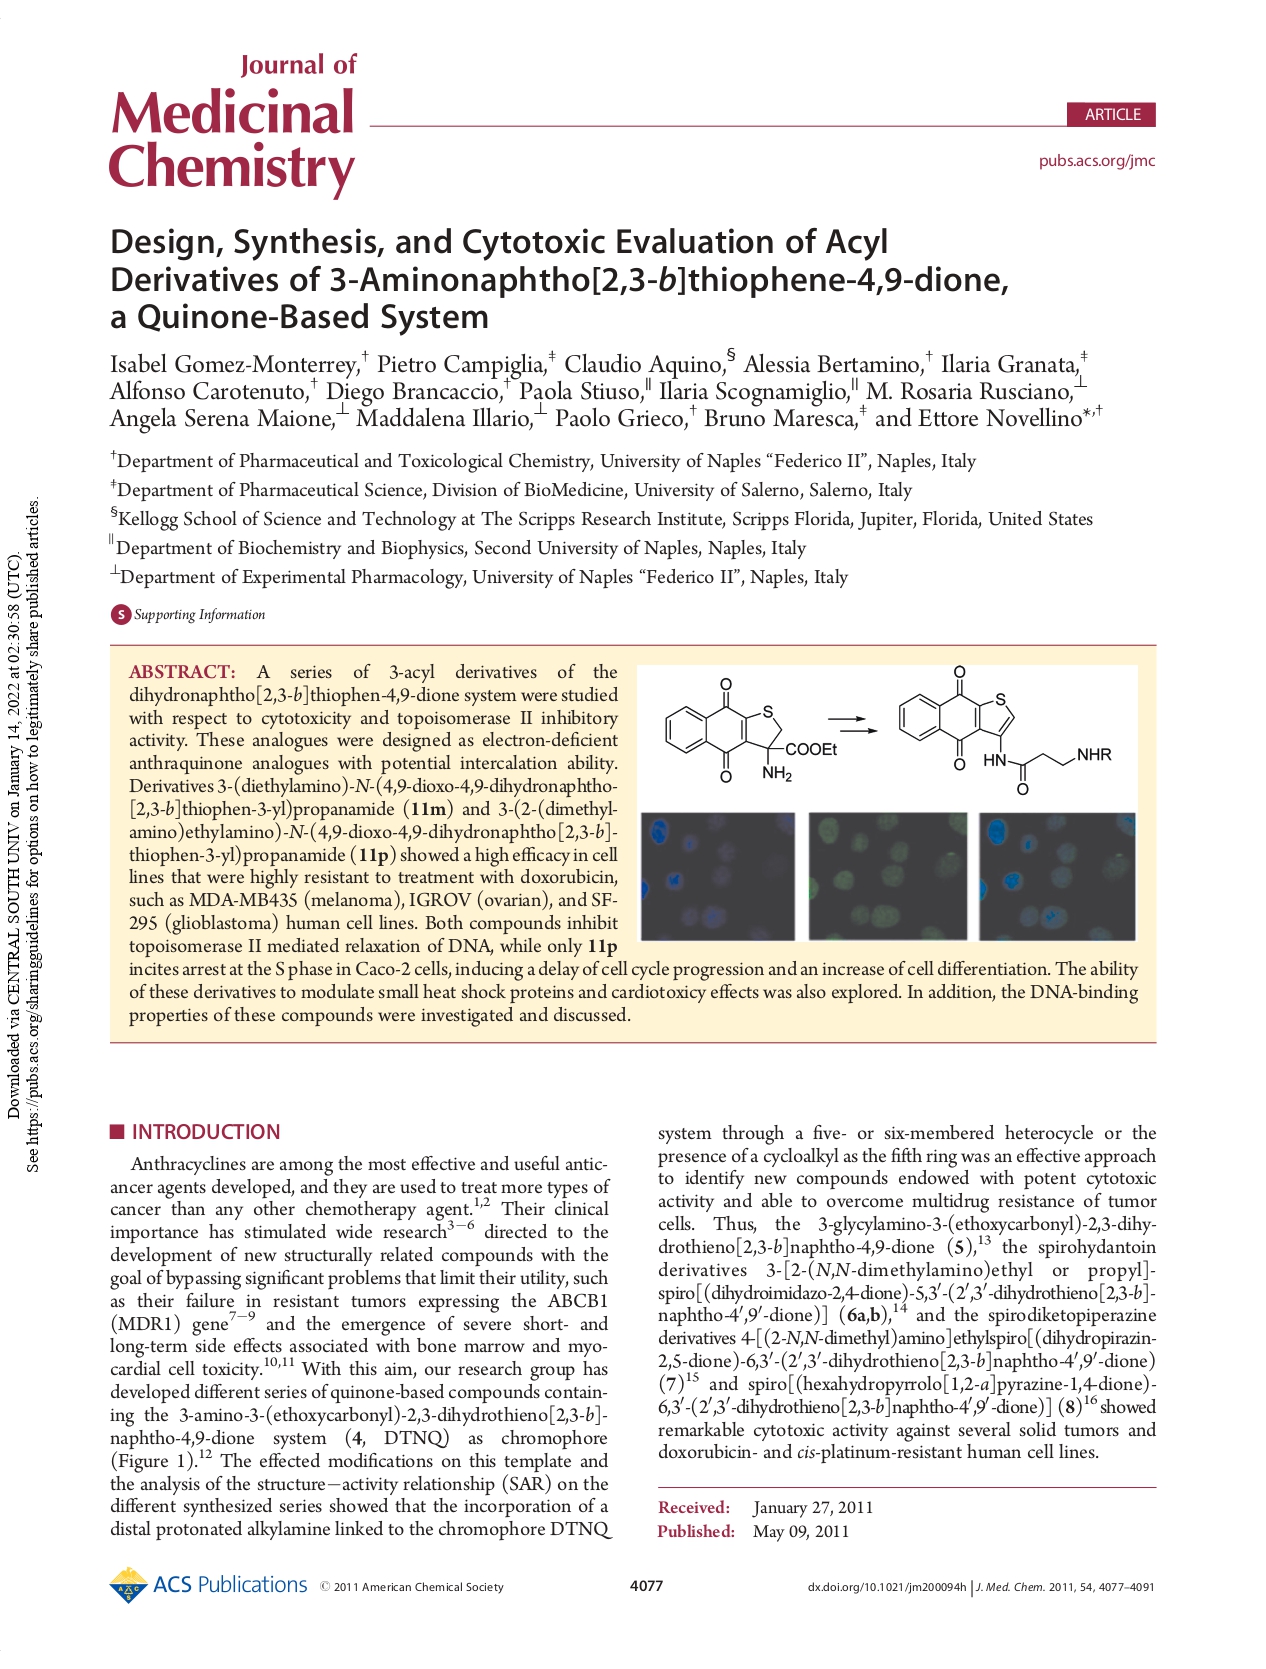 Journal of
Medicinal
Chemistry
ARTICLE
pubs.acs.org/jmc
Design, Synthesis, and Cytotoxic Evaluation of Acyl
Derivatives of 3-Aminonaphtho[2,3-b]thiophene-4,9-dione,
a Quinone-Based System
Isabel Gomez-Monterrey,† Pietro Campiglia,‡ Claudio Aquino,§ Alessia Bertamino,† Ilaria Granata,‡
Alfonso Carotenuto,† Diego Brancaccio,† Paola Stiuso,‖ Ilaria Scognamiglio,‖ M. Rosaria Rusciano,⊥
Angela Serena Maione,⊥ Maddalena Illario,⊥ Paolo Grieco,† Bruno Maresca,‡ and Ettore Novellino*,†
†Department of Pharmaceutical and Toxicological Chemistry, University of Naples “Federico II”, Naples, Italy
‡Department of Pharmaceutical Science, Division of BioMedicine, University of Salerno, Salerno, Italy
§Kellogg School of Science and Technology at The Scripps Research Institute, Scripps Florida, Jupiter, Florida, United States
‖Department of Biochemistry and Biophysics, Second University of Naples, Naples, Italy
⊥Department of Experimental Pharmacology, University of Naples “Federico II”, Naples, Italy
S Supporting Information
ABSTRACT: A series of 3-acyl derivatives of the
dihydronaphtho[2,3-b]thiophen-4,9-dione system were studied
with respect to cytotoxicity and topoisomerase II inhibitory
activity. These analogues were designed as electron-deficient
anthraquinone analogues with potential intercalation ability.
Derivatives 3-(diethylamino)-N-(4,9-dioxo-4,9-dihydronaphtho-
[2,3-b]thiophen-3-yl)propanamide (11m) and 3-(2-(dimethyl-
amino)ethylamino)-N-(4,9-dioxo-4,9-dihydronaphtho[2,3-b]-
thiophen-3-yl)propanamide (11p) showed a high efficacy in cell
lines that were highly resistant to treatment with doxorubicin,
such as MDA-MB435 (melanoma), IGROV (ovarian), and SF-
295 (glioblastoma) human cell lines. Both compounds inhibit
topoisomerase II mediated relaxation of DNA, while only 11p
incites arrest at the S phase in Caco-2 cells, inducing a delay of cell cycle progression and an increase of cell differentiation. The ability
of these derivatives to modulate small heat shock proteins and cardiotoxicy effects was also explored. In addition, the DNA-binding
properties of these compounds were investigated and discussed.
O
S
COOEt
NH2
O
O
S
O
HN
NHR
O
■ INTRODUCTION
Anthracyclines are among the most effective and useful antic-
ancer agents developed, and they are used to treat more types of
cancer than any other chemotherapy agent.1,2 Their clinical
importance has stimulated wide research3−6 directed to the
development of new structurally related compounds with the
goal of bypassing significant problems that limit their utility, such
as their failure in resistant tumors expressing the ABCB1
(MDR1) gene7−9 and the emergence of severe short- and
long-term side effects associated with bone marrow and myo-
cardial cell toxicity.10,11 With this aim, our research group has
developed different series of quinone-based compounds contain-
ing the 3-amino-3-(ethoxycarbonyl)-2,3-dihydrothieno[2,3-b]-
naphtho-4,9-dione system (4, DTNQ) as chromophore
(Figure 1).12 The effected modifications on this template and
the analysis of the structure−activity relationship (SAR) on the
different synthesized series showed that the incorporation of a
distal protonated alkylamine linked to the chromophore DTNQ
system through a five- or six-membered heterocycle or the
presence of a cycloalkyl as the fifth ring was an effective approach
to identify new compounds endowed with potent cytotoxic
activity and able to overcome multidrug resistance of tumor
cells. Thus, the 3-glycylamino-3-(ethoxycarbonyl)-2,3-dihy-
drothieno[2,3-b]naphtho-4,9-dione (5),13 the spirohydantoin
derivatives 3-[2-(N,N-dimethylamino)ethyl or propyl]-
spiro[(dihydroimidazo-2,4-dione)-5,3′-(2′,3′-dihydrothieno[2,3-b]-
naphtho-4′,9′-dione)] (6a,b),14 and the spirodiketopiperazine
derivatives 4-[(2-N,N-dimethyl)amino]ethylspiro[(dihydropirazin-
2,5-dione)-6,3′-(2′,3′-dihydrothieno[2,3-b]naphtho-4′,9′-dione)
(7)15 and spiro[(hexahydropyrrolo[1,2-a]pyrazine-1,4-dione)-
6,3′-(2′,3′-dihydrothieno[2,3-b]naphtho-4′,9′-dione)] (8)16 showed
remarkable cytotoxic activity against several solid tumors and
doxorubicin- and cis-platinum-resistant human cell lines.
Received: January 27, 2011
Published: May 09, 2011
ACS Publications © 2011 American Chemical Society
4077
dx.doi.org/10.1021/jm200094h | J. Med. Chem. 2011, 54, 4077–4091
Downloaded via CENTRAL SOUTH UNIV on January 14, 2022 at 02:30:58 (UTC).
See https://pubs.acs.org/sharingguidelines for options on how to legitimately share published articles.